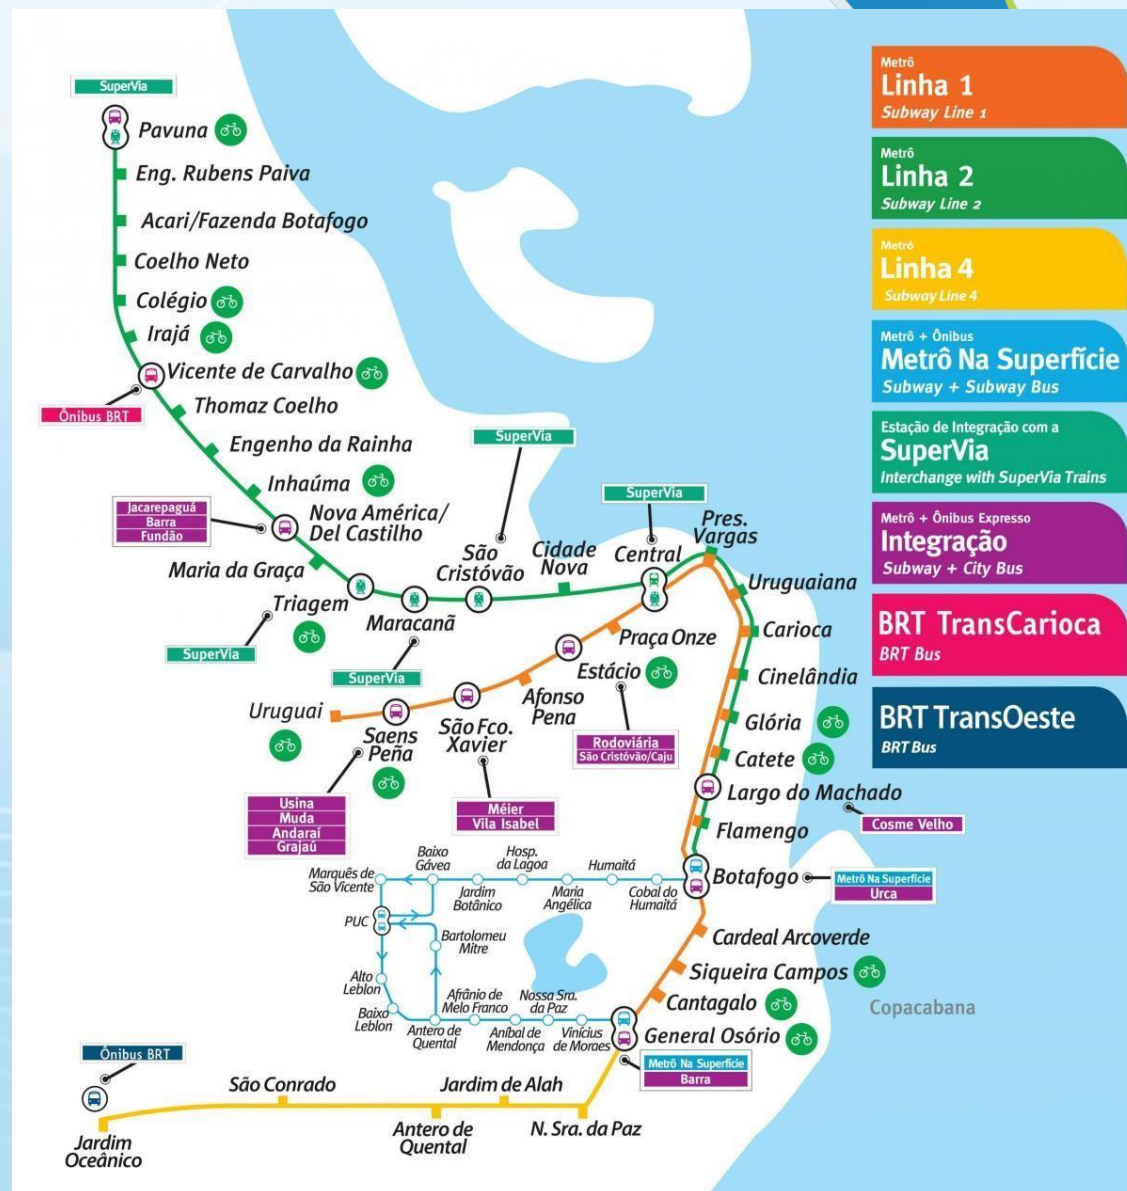 SuperVia
Pavuna
Eng. Rubens Paiva
Acari/Fazenda Botafogo
Coelho Neto
Colégio
Irajá
Vicente de Carvalho
Ônibus BRT
Thomaz Coelho
Engenho da Rainha
Inhaúma
Jacarepaguá
Barra
Fundão
Nova América/
Del Castilho
Maria da Graça
Triagem
SuperVia
Maracanã
SuperVia
SuperVia
São
Cristóvão
Cidade
Nova
SuperVia
Central
Pres.
Vargas
Uruguaiana
Carioca
Cinelândia
Glória
Catete
Largo do Machado
Cosme Velho
Flamengo
Botafogo
Metrô Na Superfície
Urca
Praça Onze
Estácio
Rodoviária
São Cristóvão/Caju
Afonso
Pena
São Fco.
Xavier
Méier
Vila Isabel
Saens
Peña
Usina
Muda
Andaraí
Grajaú
Uruguai
Marquês de
São Vicente
Baixo
Gávea
Jardim
Botânico
Hosp.
da Lagoa
Maria
Angélica
Humaitá
Cobal do
Humaitá
PUC
Bartolomeu
Mitre
Alto
Leblon
Baixo
Leblon
Antero de
Quental
Afrânio de
Melo Franco
Aníbal de
Mendonça
Nossa Sra.
da Paz
Vinícius
de Moraes
Cardeal Arcoverde
Siqueira Campos
Cantagalo
General Osório
Metrô Na Superfície
Barra
Copacabana
Ônibus BRT
Jardim
Oceânico
São Conrado
Antero de
Quental
Jardim de Alah
N. Sra. da Paz
Metrô
Linha 1
Subway Line 1
Metrô
Linha 2
Subway Line 2
Metrô
Linha 4
Subway Line 4
Metrô + Ônibus
Metrô Na Superfície
Subway + Subway Bus
Estação de Integração com a
SuperVia
Interchange with SuperVia Trains
Metrô + Ônibus Expresso
Integração
Subway + City Bus
BRT TransCarioca
BRT Bus
BRT TransOeste
BRT Bus